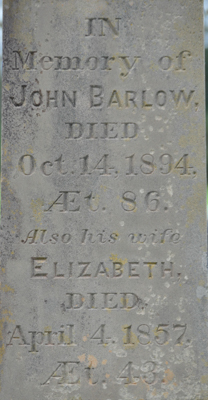 IN
Memory of
JOHN BARLOW.
DIED
Oct. 14. 1894.
Æt. 86.
Also his wife
ELIZABETH.
DIED.
April 4. 1857.
Æt. 43.